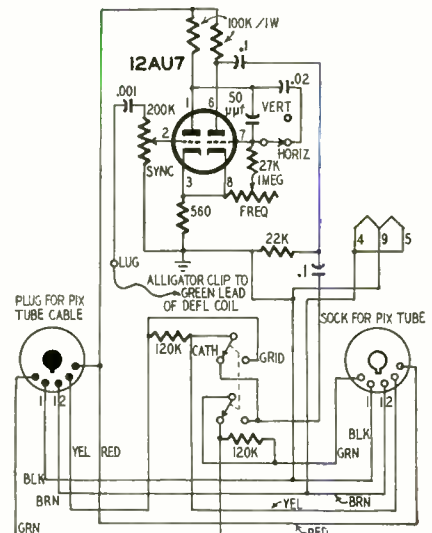 100K/1W
.1
12AU7
.02
1
6
50
μμf
VERT
.001
200K
2
7
HORIZ
SYNC
27K
1MEG
3
8
FREQ
560
4
9
5
22K
LUG
.1
ALLIGATOR CLIP TO
GREEN LEAD
OF DEFL COIL
PLUG FOR PIX
TUBE CABLE
SOCK FOR PIX TUBE
CATH
GRID
120K
1
12
1
12
YEL
RED
120K
BLK
GRN
BLK
BRN
YEL
BRN
GRN
RED